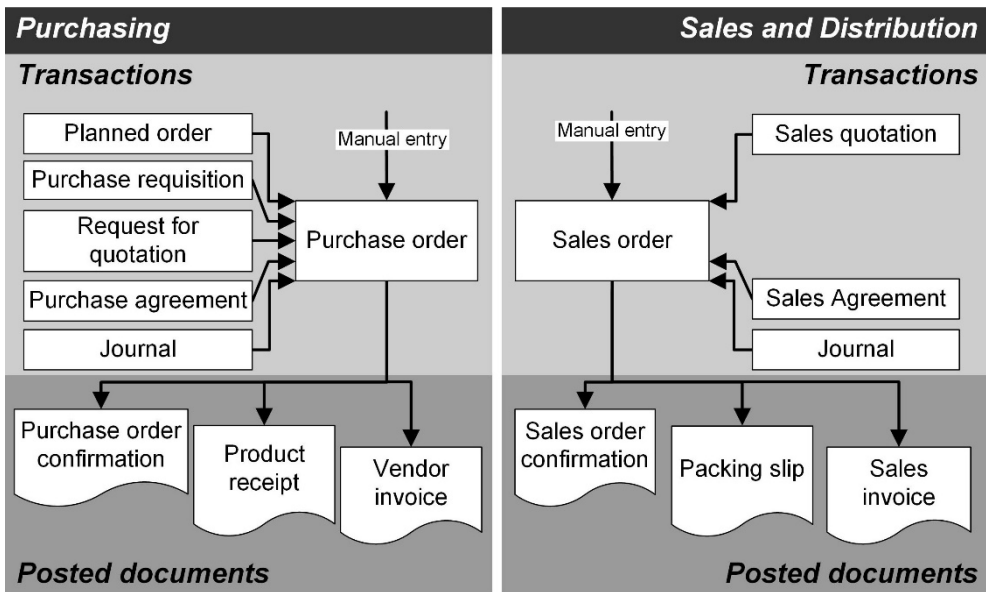 Purchasing
Transactions
Planned order
Manual entry
Purchase requisition
Request for
quotation
Purchase order
Purchase agreement
Journal
Purchase order
confirmation
Product
receipt
Vendor
invoice
Posted documents
Sales and Distribution
Transactions
Manual entry
Sales quotation
Sales order
Sales Agreement
Journal
Sales order
confirmation
Packing slip
Sales
invoice
Posted documents